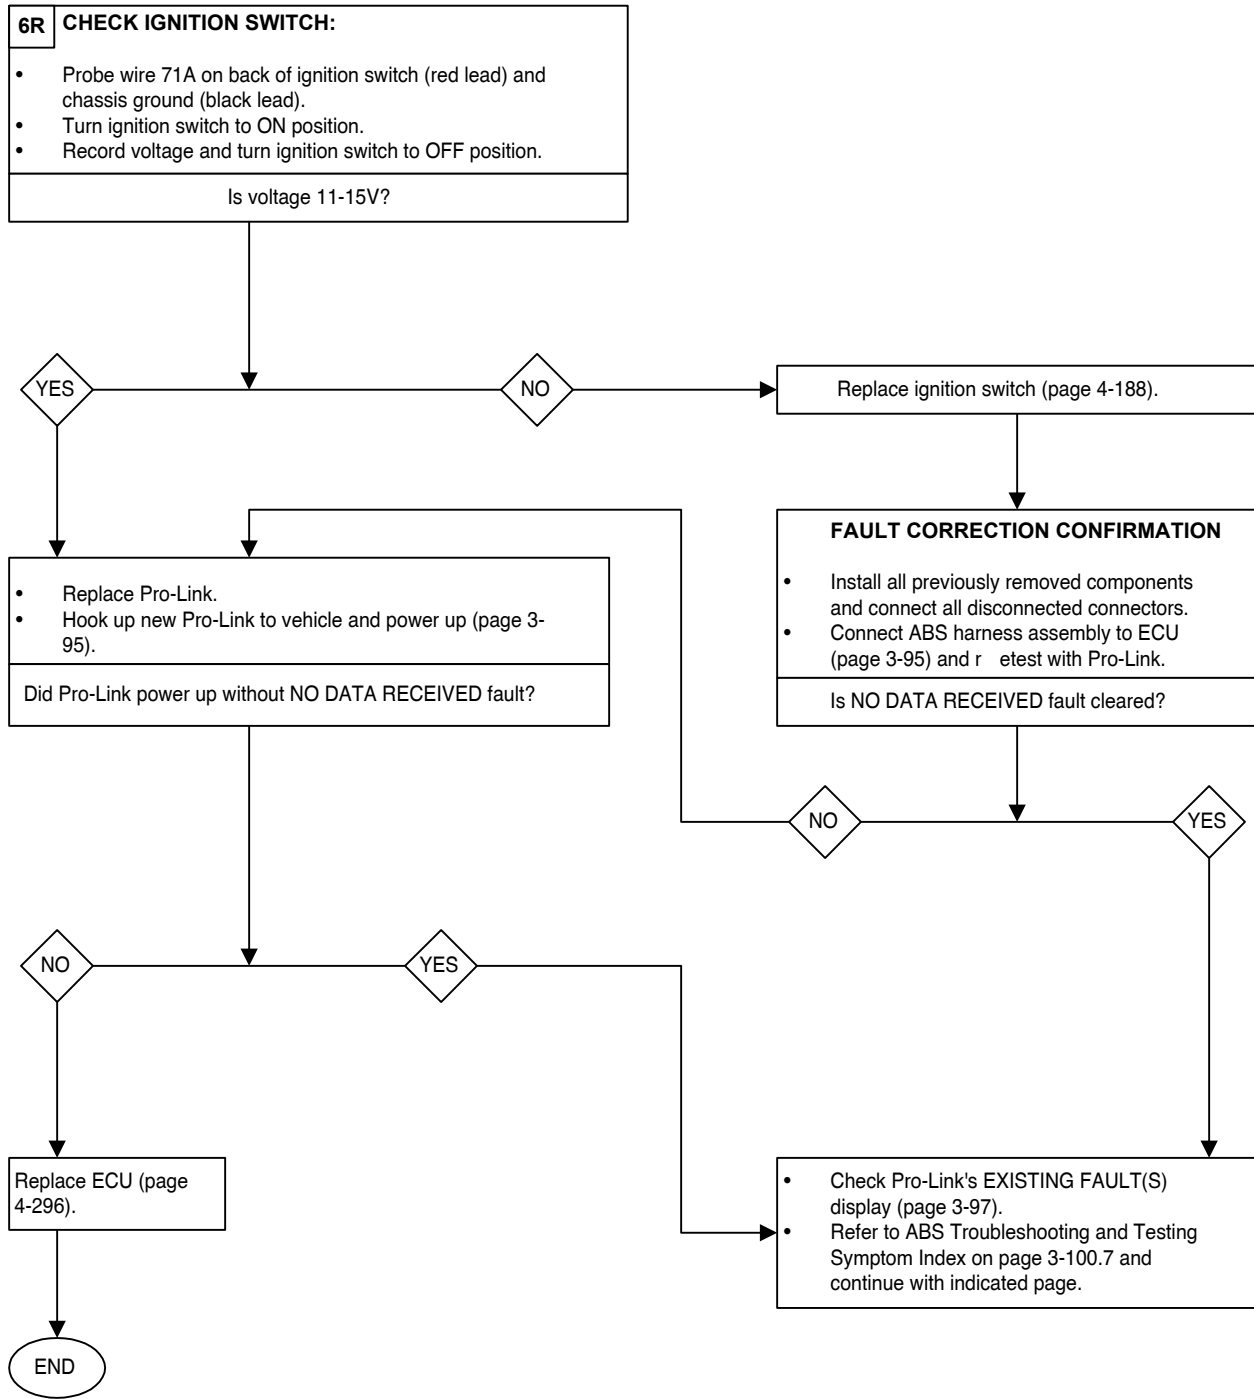 6R CHECK IGNITION SWITCH:
• Probe wire 71A on back of ignition switch (red lead) and
chassis ground (black lead).
• Turn ignition switch to ON position.
• Record voltage and turn ignition switch to OFF position.
Is voltage 11-15V?
YES
NO
Replace ignition switch (page 4-188).
FAULT CORRECTION CONFIRMATION
• Install all previously removed components
and connect all disconnected connectors.
• Connect ABS harness assembly to ECU
(page 3-95) and r etest with Pro-Link.
Is NO DATA RECEIVED fault cleared?
• Replace Pro-Link.
• Hook up new Pro-Link to vehicle and power up (page 3-
95).
Did Pro-Link power up without NO DATA RECEIVED fault?
NO
YES
NO
YES
Replace ECU (page
4-296).
• Check Pro-Link's EXISTING FAULT(S)
display (page 3-97).
• Refer to ABS Troubleshooting and Testing
Symptom Index on page 3-100.7 and
continue with indicated page.
END